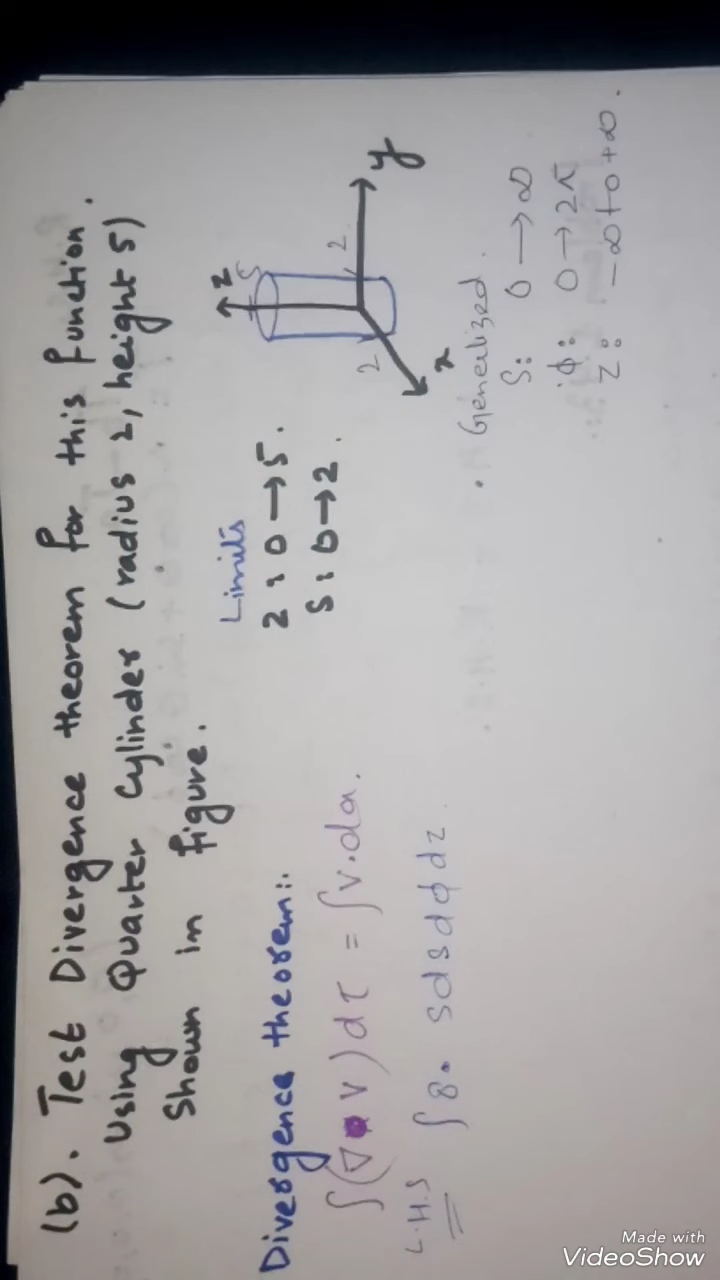 (b). Test Divergence theorem for this function.
Using Quarter Cylinder (radius 2, height 5)
Shown in figure.
Limits
z : 0 → 5.
s : 0 → 2.
z
5
2
2
y
x
Divergence theorem:.
∫(∇•V)dτ = ∫V.da.
L.H.S ∫8. sdsdφdz.
Generlized.
S: 0 → ∞
φ: 0 → 2π
Z: -∞ to +∞.
Made with
VideoShow